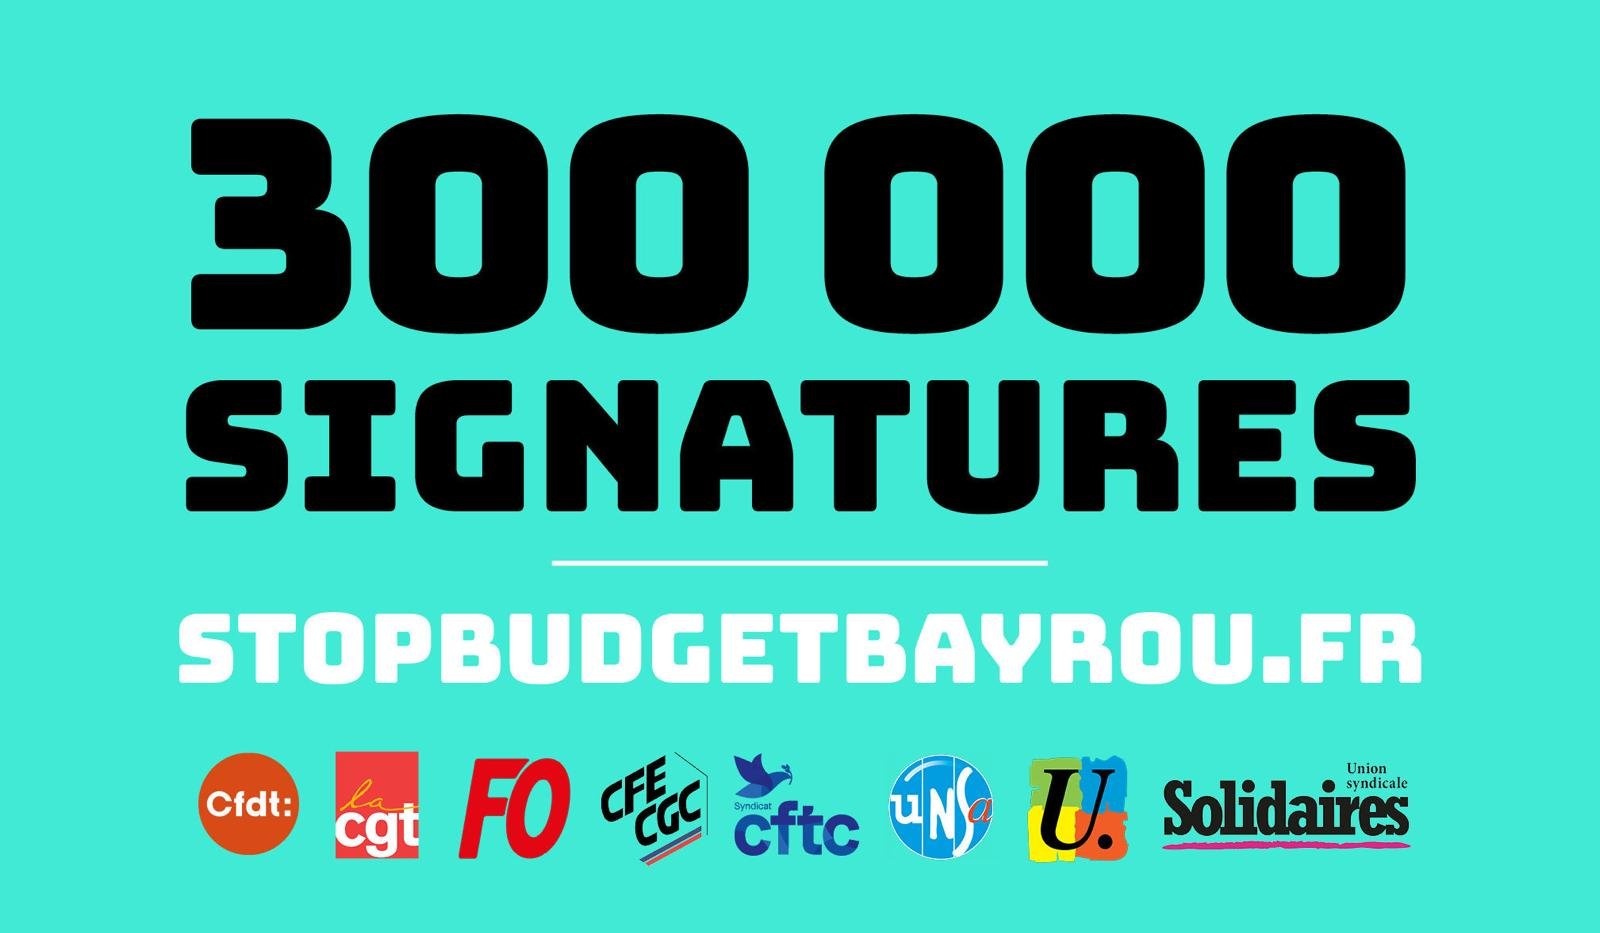 300 000
SIGNATURES
STOPBUDGETBAYROU.FR
Cfdt:
la
cgt
FO
CFE
CGC
Syndicat
cftc
UNSa
U.
Union
syndicale
Solidaires